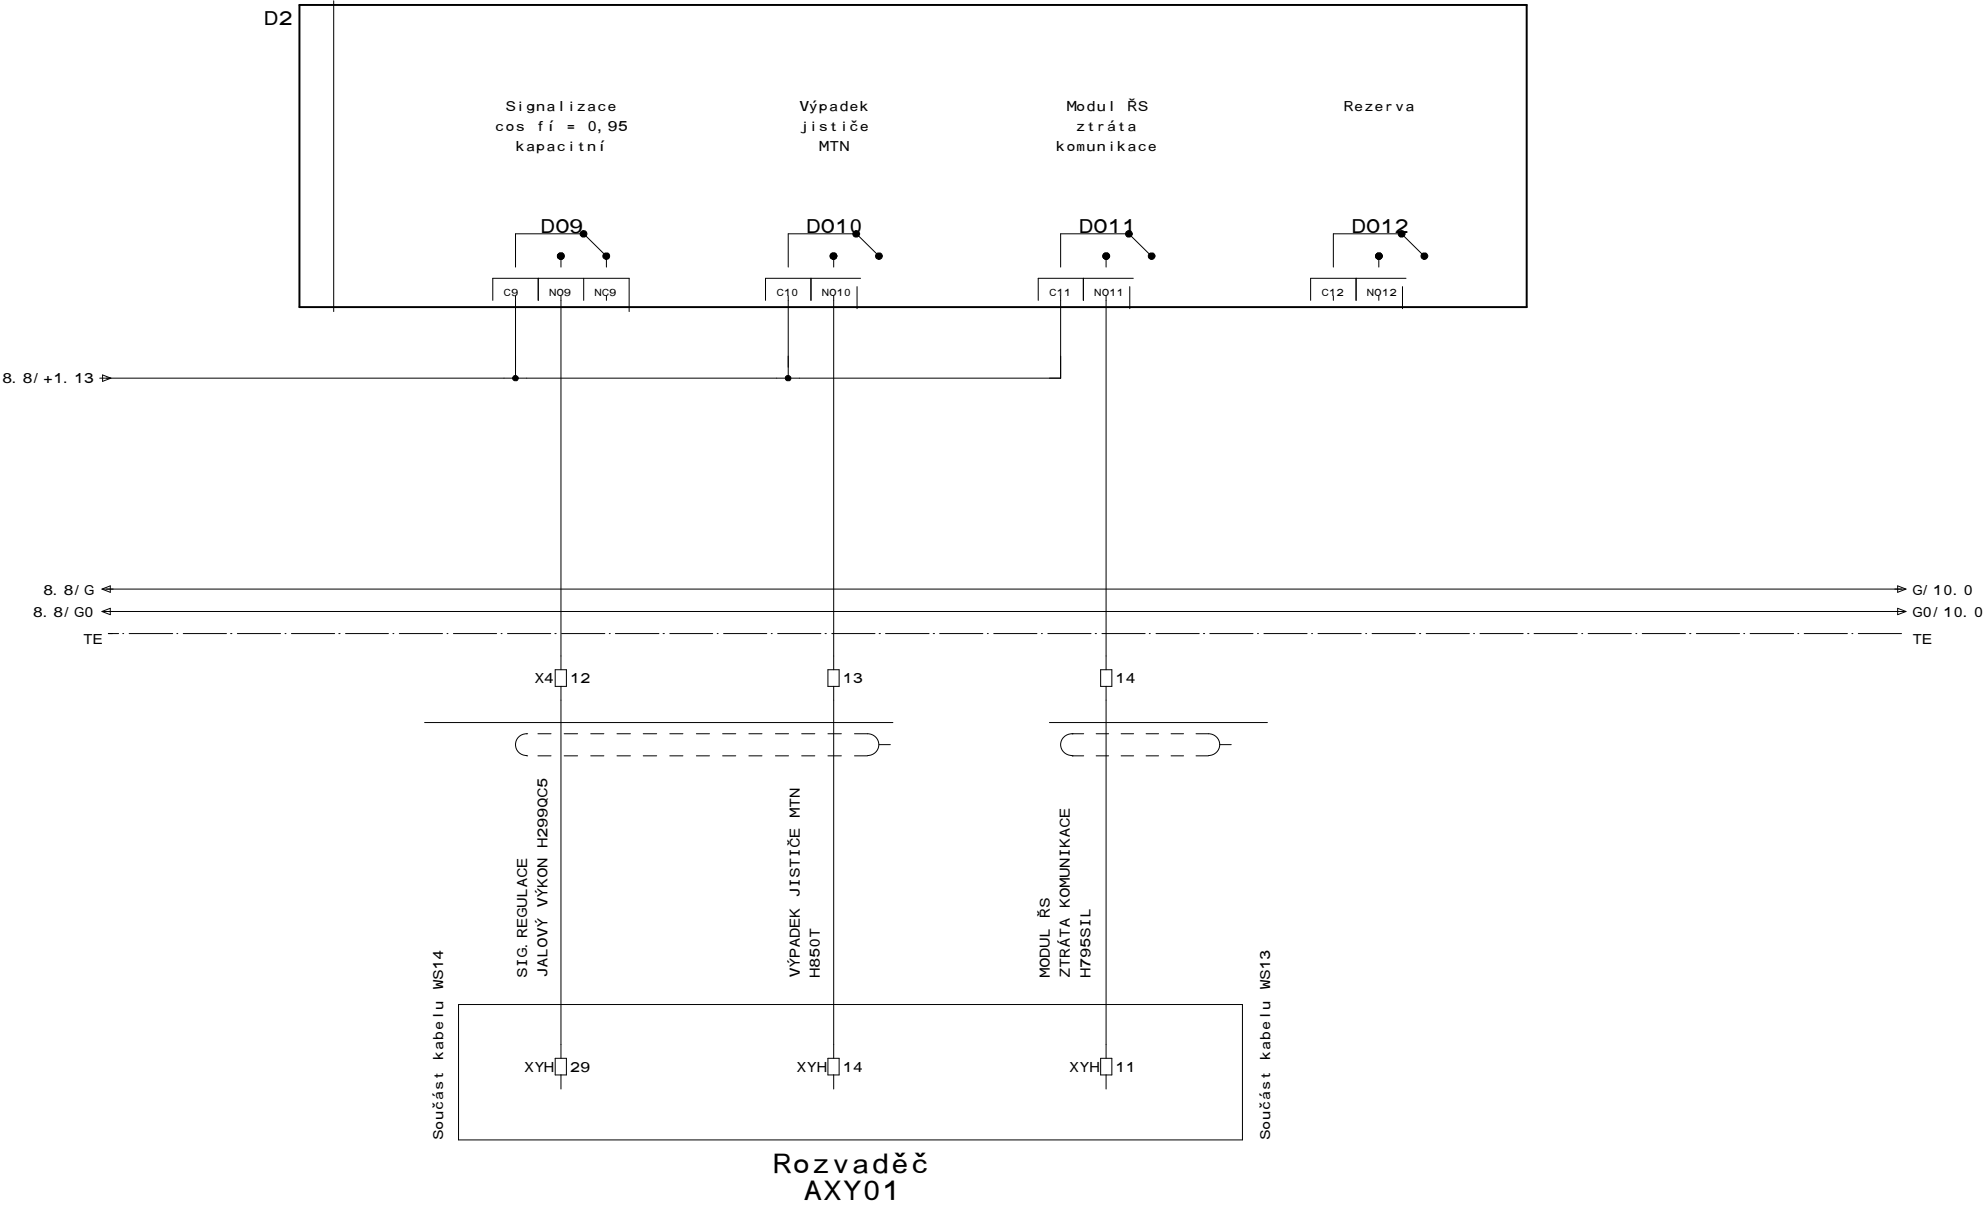 D2
Signalizace
cos fí = 0,95
kapacitní
Výpadek
jističe
MTN
Modul ŘS
ztráta
komunikace
Rezerva
DO9
DO10
DO11
DO12
C9
NO9
NC9
C10
NO10
C11
NO11
C12
NO12
8.8/+1.13
8.8/G
G/10.0
8.8/G0
G0/10.0
TE
TE
X4
12
13
14
SIG.REGULACE
JALOVÝ VÝKON H299QC5
VÝPADEK JISTIČE MTN
H850T
MODUL ŘS
ZTRÁTA KOMUNIKACE
H795SIL
Součást kabelu WS14
Součást kabelu WS13
XYH
29
XYH
14
XYH
11
Rozvaděč
AXY01